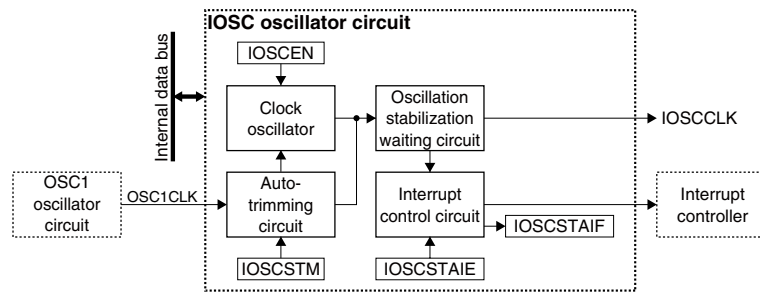 IOSC oscillator circuit
Internal data bus
IOSCEN
Clock
oscillator
Oscillation
stabilization
waiting circuit
IOSCCLK
OSC1
oscillator
circuit
OSC1CLK
Auto-
trimming
circuit
Interrupt
control circuit
Interrupt
controller
IOSCSTAIF
IOSCSTM
IOSCSTAIE